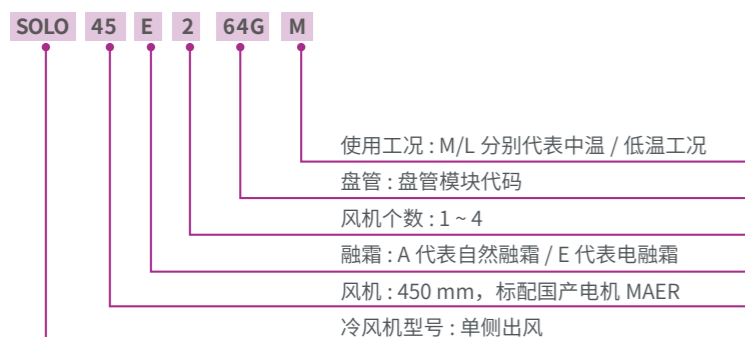 SOLO 45 E 2 64G M
使用工况 : M/L 分别代表中温 / 低温工况
盘管 : 盘管模块代码
风机个数 : 1 ~ 4
融霜 : A 代表自然融霜 / E 代表电融霜
风机 : 450 mm，标配国产电机 MAER
冷风机型号 : 单侧出风